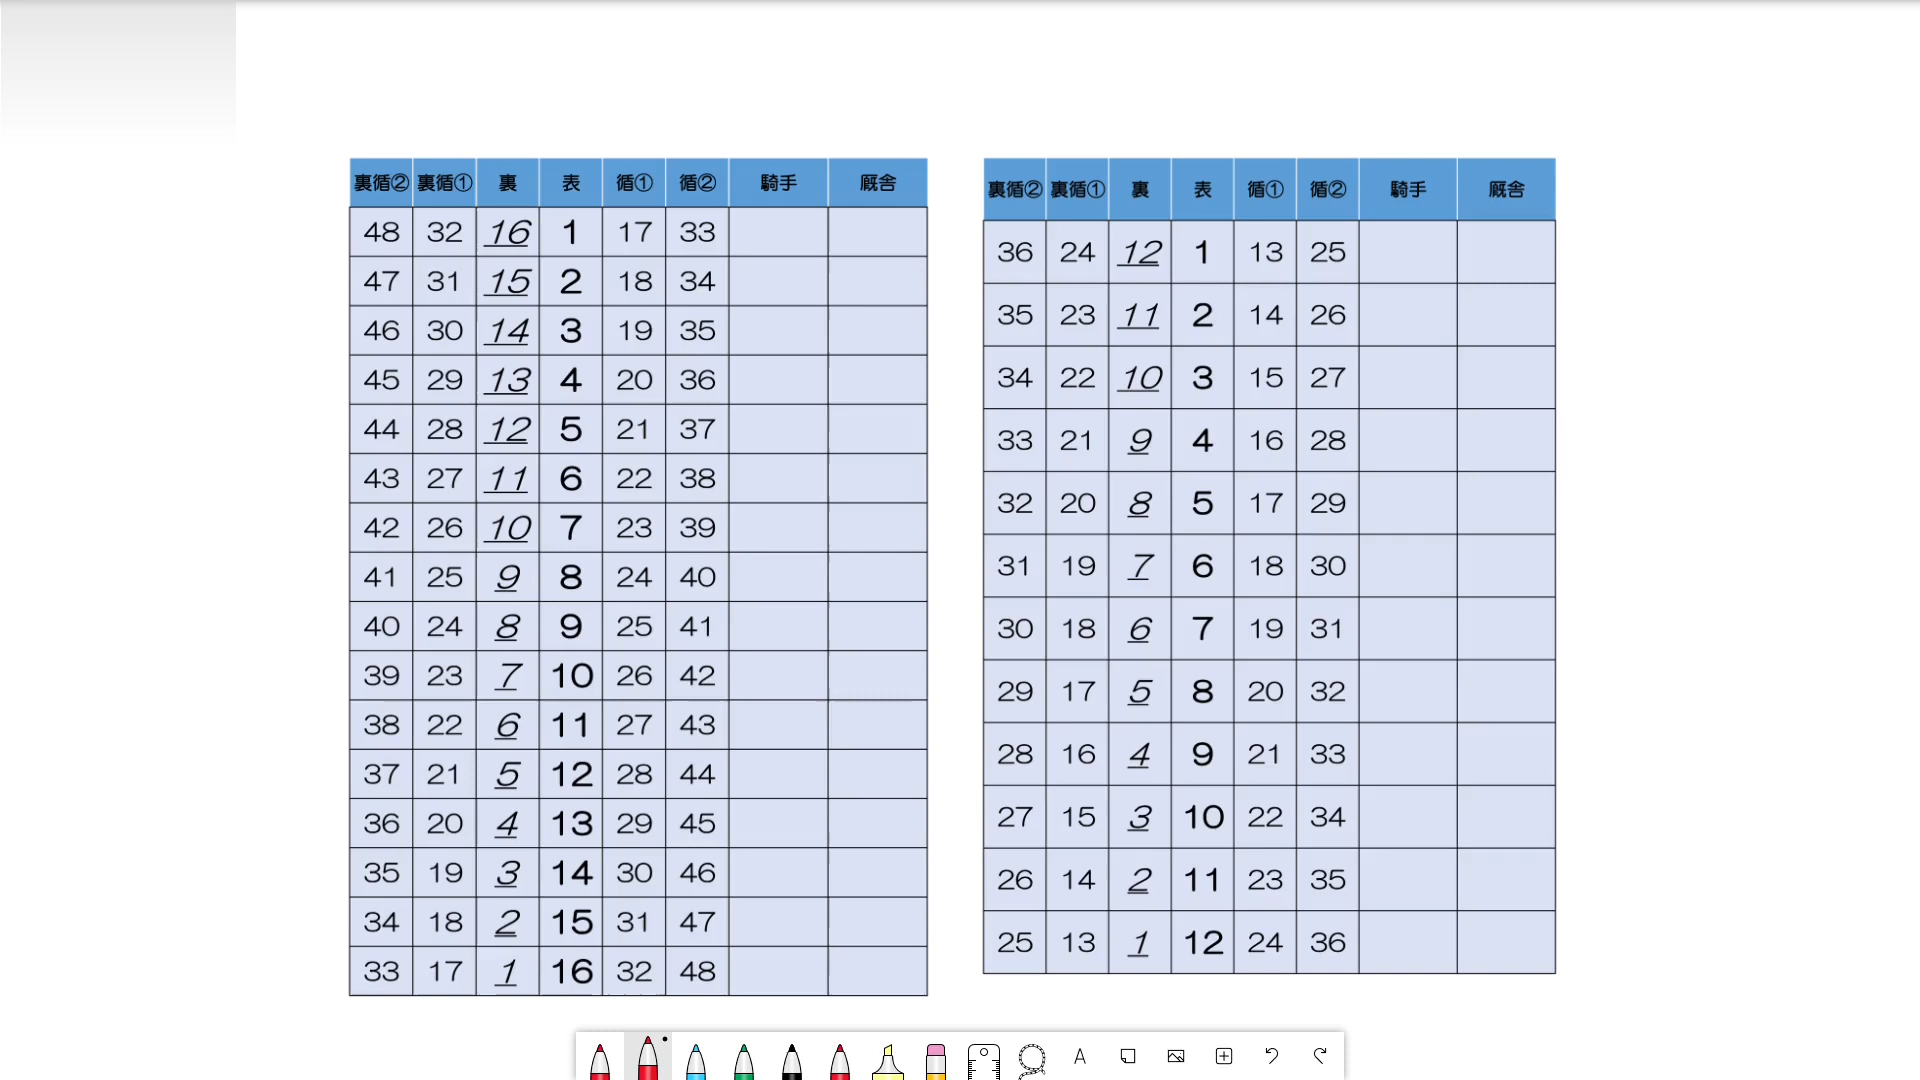 裏循② 裏循① 裏 表 循① 循② 騎手 厩舎
48 32 16 1 17 33
47 31 15 2 18 34
46 30 14 3 19 35
45 29 13 4 20 36
44 28 12 5 21 37
43 27 11 6 22 38
42 26 10 7 23 39
41 25 9 8 24 40
40 24 8 9 25 41
39 23 7 10 26 42
38 22 6 11 27 43
37 21 5 12 28 44
36 20 4 13 29 45
35 19 3 14 30 46
34 18 2 15 31 47
33 17 1 16 32 48
裏循② 裏循① 裏 表 循① 循② 騎手 厩舎
36 24 12 1 13 25
35 23 11 2 14 26
34 22 10 3 15 27
33 21 9 4 16 28
32 20 8 5 17 29
31 19 7 6 18 30
30 18 6 7 19 31
29 17 5 8 20 32
28 16 4 9 21 33
27 15 3 10 22 34
26 14 2 11 23 35
25 13 1 12 24 36
A